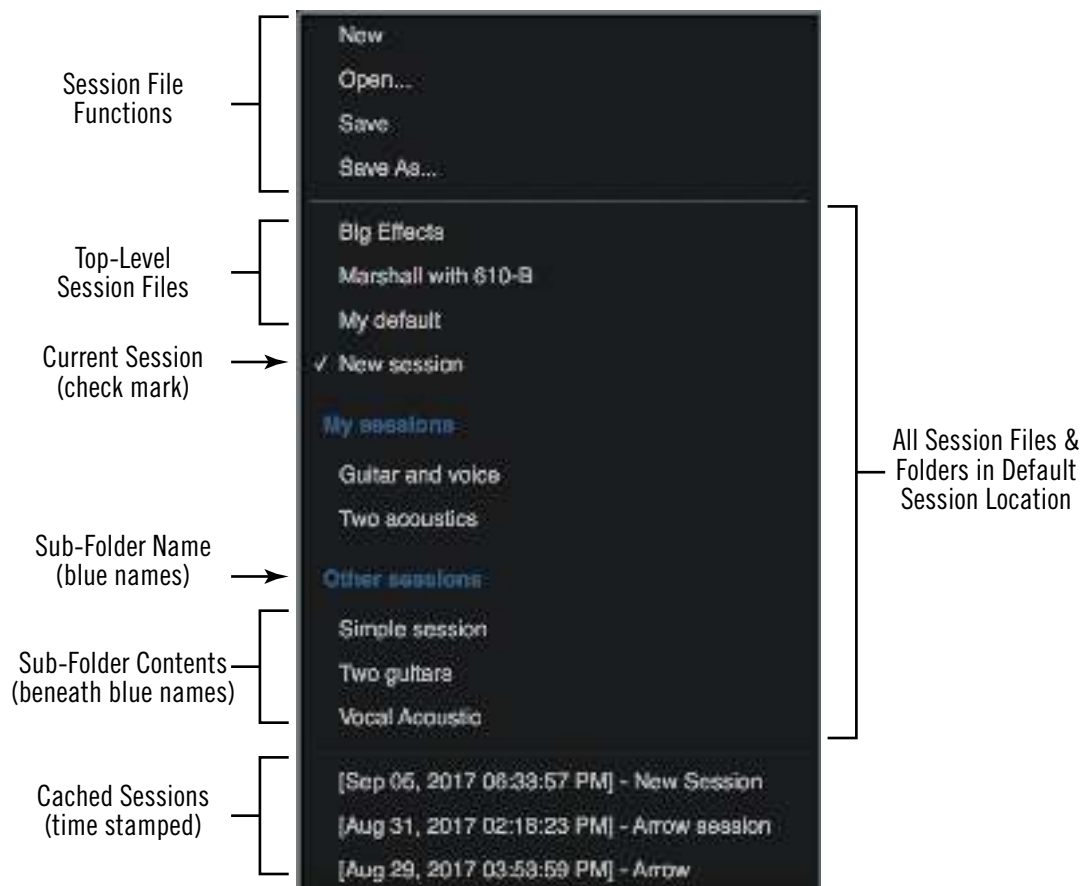 Session File
Functions
New
Open...
Save
Save As...
Top-Level
Session Files
Big Effects
Marshall with 610-B
My default
Current Session
(check mark)
✓ New session
My sessions
Guitar and voice
Two acoustics
All Session Files &
Folders in Default
Session Location
Sub-Folder Name
(blue names)
Other sessions
Sub-Folder Contents
(beneath blue names)
Simple session
Two guitars
Vocal Acoustic
Cached Sessions
(time stamped)
[Sep 05, 2017 06:33:57 PM] - New Session
[Aug 31, 2017 02:16:23 PM] - Arrow session
[Aug 29, 2017 03:53:59 PM] - Arrow